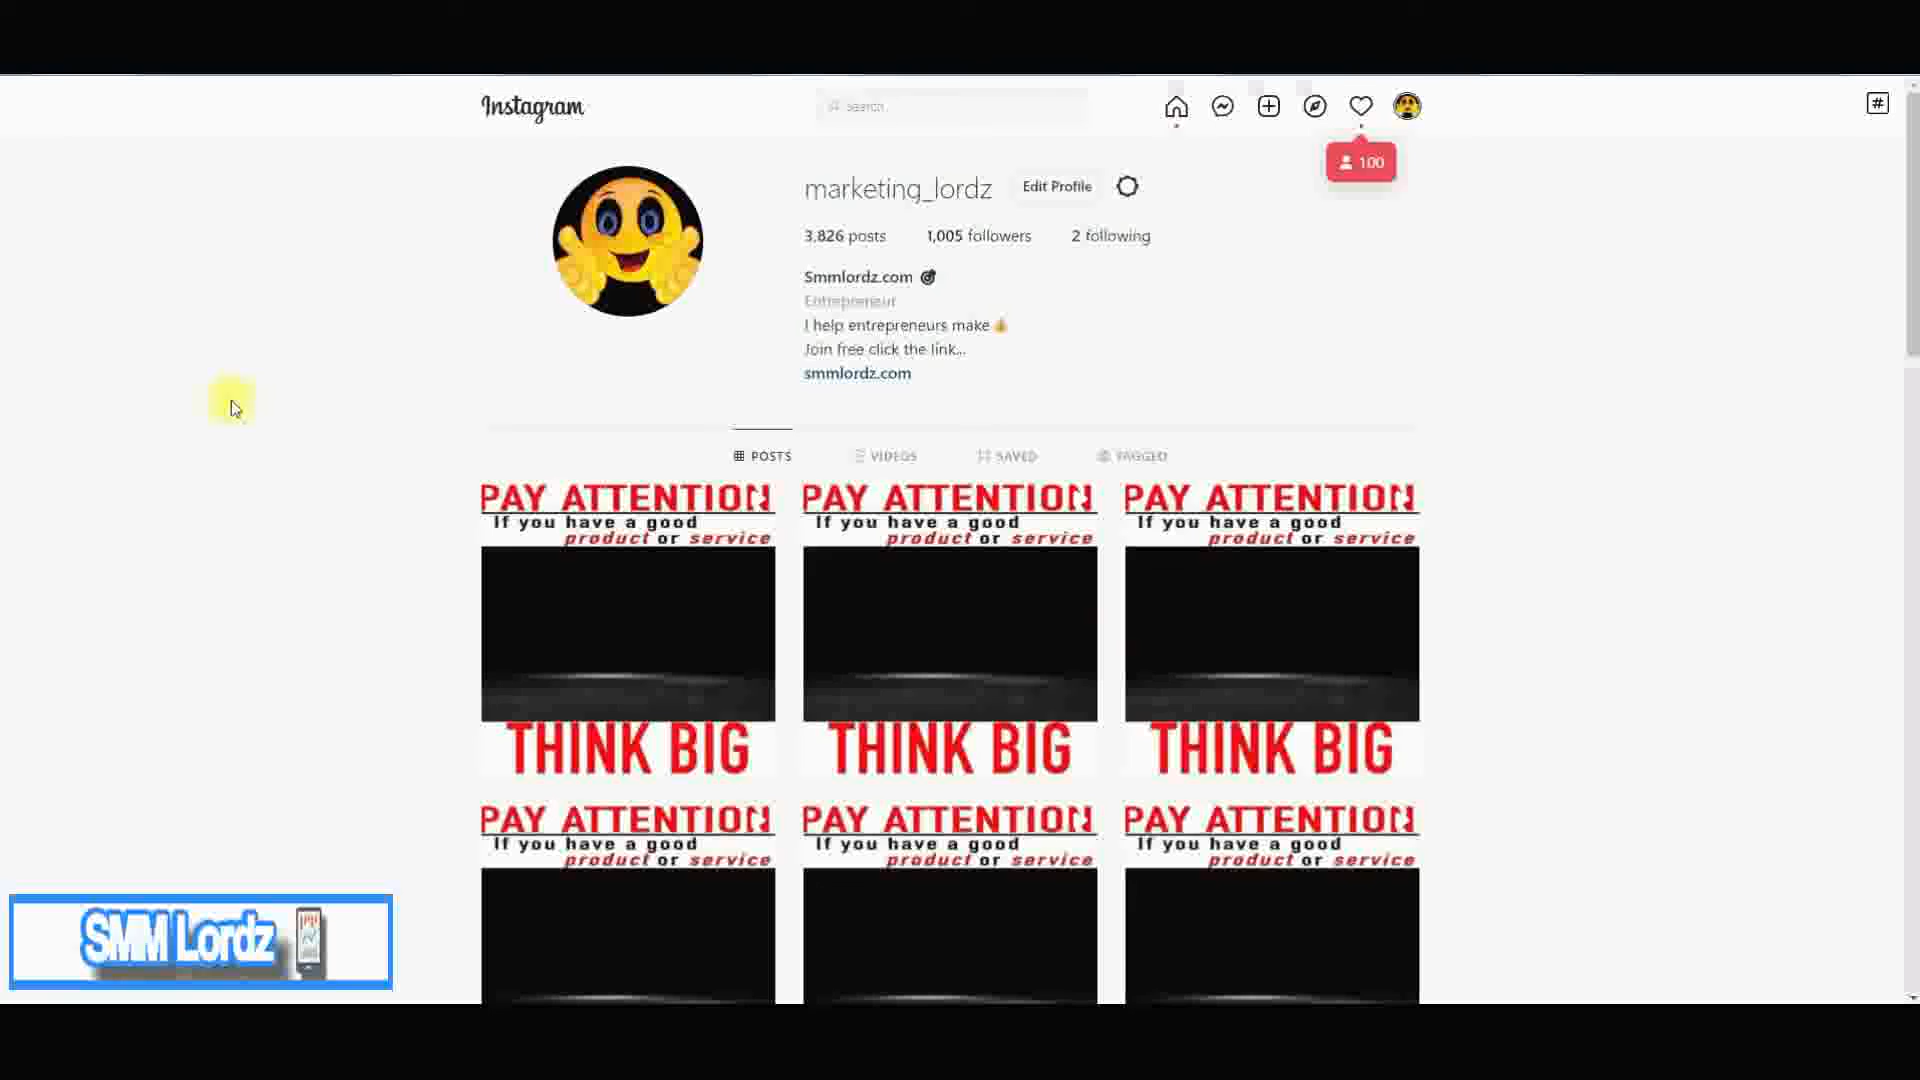 Instagram
Search
#
100
marketing_lordz
Edit Profile
3,826 posts
1,005 followers
2 following
Smmlordz.com
Entrepreneur
I help entrepreneurs make
Join free click the link...
smmlordz.com
POSTS
VIDEOS
SAVED
TAGGED
PAY ATTENTION
If you have a good
product or service
THINK BIG
PAY ATTENTION
If you have a good
product or service
THINK BIG
PAY ATTENTION
If you have a good
product or service
THINK BIG
PAY ATTENTION
If you have a good
product or service
PAY ATTENTION
If you have a good
product or service
PAY ATTENTION
If you have a good
product or service
SMM Lordz